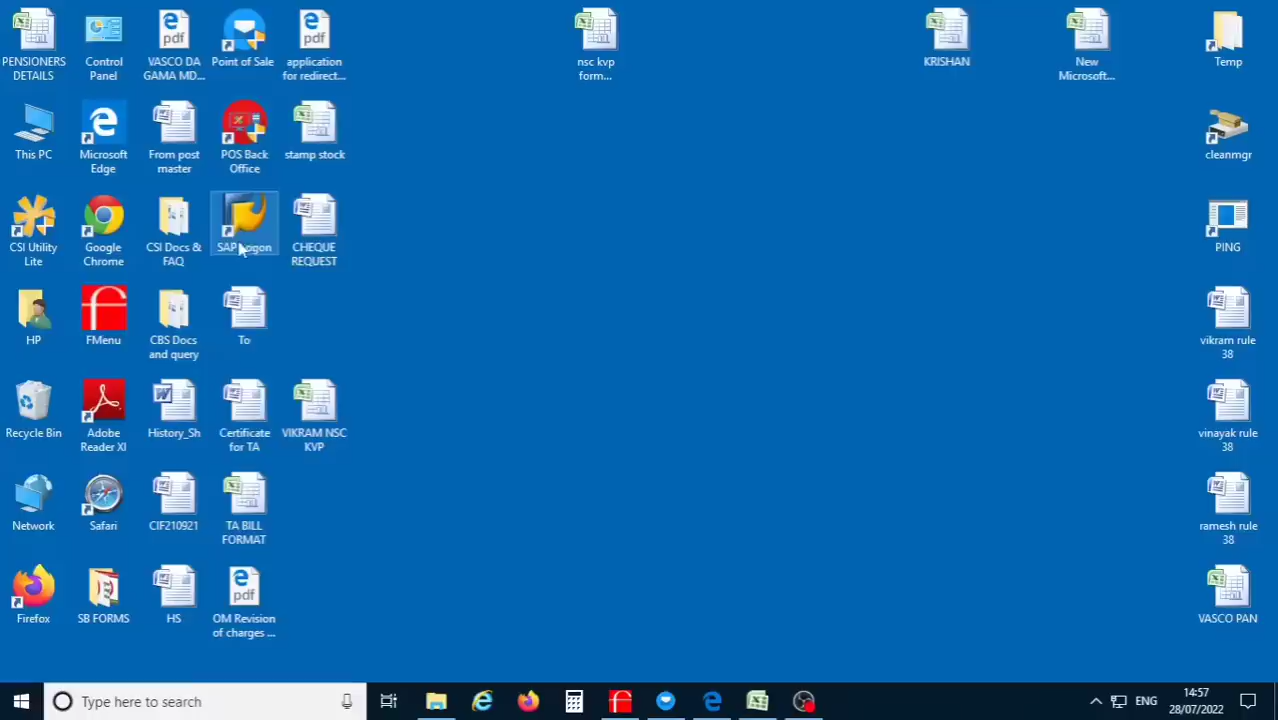 PENSIONERS
DETAILS
Control
Panel
VASCO DA
GAMA MD...
Point of Sale
application
for redirect...
nsc kvp
form...
KRISHAN
New
Microsoft...
Temp
This PC
Microsoft
Edge
From post
master
POS Back
Office
stamp stock
cleanmgr
CSI Utility
Lite
Google
Chrome
CSI Docs &
FAQ
SAP Logon
CHEQUE
REQUEST
PING
HP
FMenu
CBS Docs
and query
To
vikram rule
38
Recycle Bin
Adobe
Reader XI
History_Sh
Certificate
for TA
VIKRAM NSC
KVP
vinayak rule
38
Network
Safari
CIF210921
TA BILL
FORMAT
ramesh rule
38
Firefox
SB FORMS
HS
pdf
OM Revision
of charges ...
VASCO PAN
pdf
pdf
Type here to search
ENG
14:57
28/07/2022